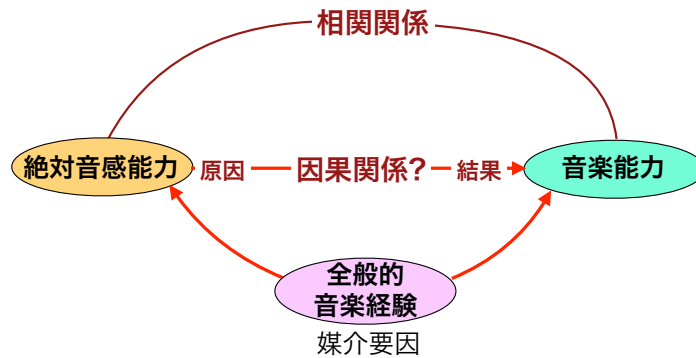 相関関係
絶対音感能力
原因
因果関係?
結果
音楽能力
全般的
音楽経験
媒介要因